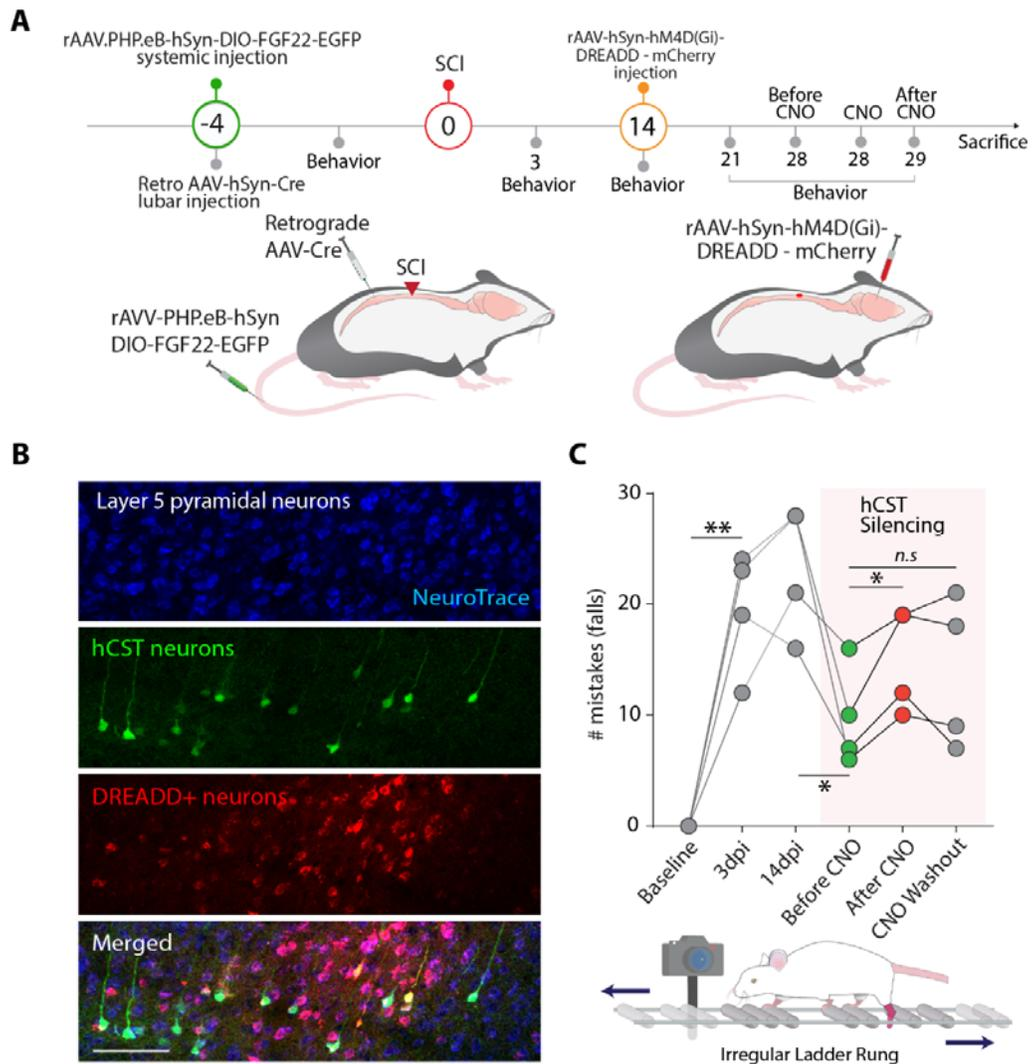 A
rAAV.PHP.eB-hSyn-DIO-FGF22-EGFP
systemic injection
-4
Retro AAV-hSyn-Cre
lubar injection
Behavior
SCI
0
3
Behavior
rAAV-hSyn-hM4D(Gi)-
DREADD - mCherry
injection
14
Behavior
21
Before
CNO
28
CNO
28
After
CNO
29
Behavior
Sacrifice
Retrograde
AAV-Cre
SCI
rAVV-PHP.eB-hSyn
DIO-FGF22-EGFP
rAAV-hSyn-hM4D(Gi)-
DREADD - mCherry
B
Layer 5 pyramidal neurons
NeuroTrace
hCST neurons
DREADD+ neurons
Merged
C
# mistakes (falls)
30
20
10
0
**
hCST
Silencing
n.s
*
*
Baseline
3dpi
14dpi
Before CNO
After CNO
CNO Washout
Irregular Ladder Rung